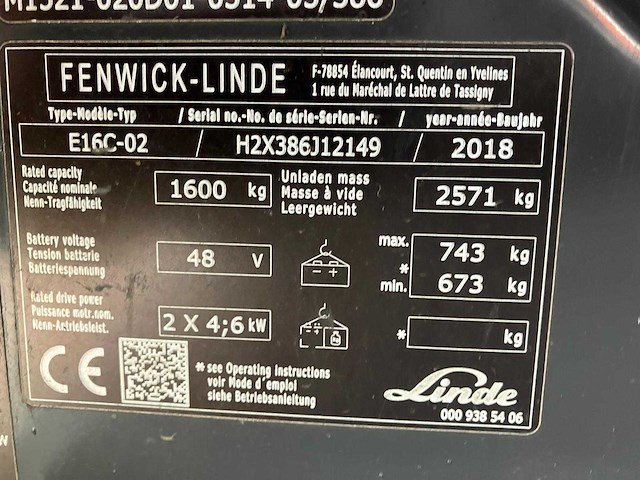 FENWICK-LINDE
F-78854 Élancourt, St. Quentin en Yvelines
1 rue du Maréchal de Lattre de Tassigny
Type-Modèle-Typ / Serial no.-No. de série-Serien-Nr. / year-année-Baujahr
E16C-02 / H2X386J12149 / 2018
Rated capacity
Capacité nominale
Nenn-Tragfähigkeit
1600 kg
Unladen mass
Masse à vide
Leergewicht
2571 kg
Battery voltage
Tension batterie
Batteriespannung
48 V
- +
max. 743 kg
*
min. 673 kg
Rated drive power
Puissance motr.nom.
Nenn-Antriebsleist.
2 X 4;6 kW
- +
* kg
CE
* see Operating instructions
voir Mode d'emploi
siehe Betriebsanleitung
Linde
000 938 54 06